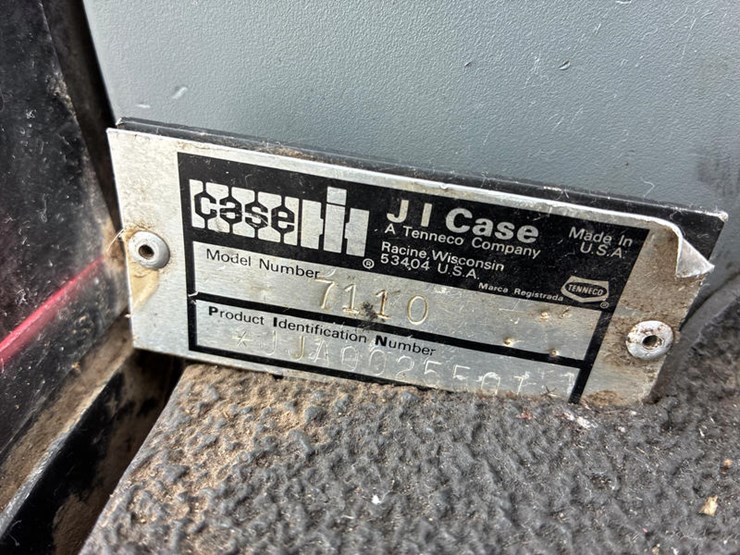 case IH
J I Case
A Tenneco Company
Racine, Wisconsin
53404 U.S.A.
Made in
U.S.A.
Marca Registrada
TENNECO
®
Model Number
7110
Product Identification Number